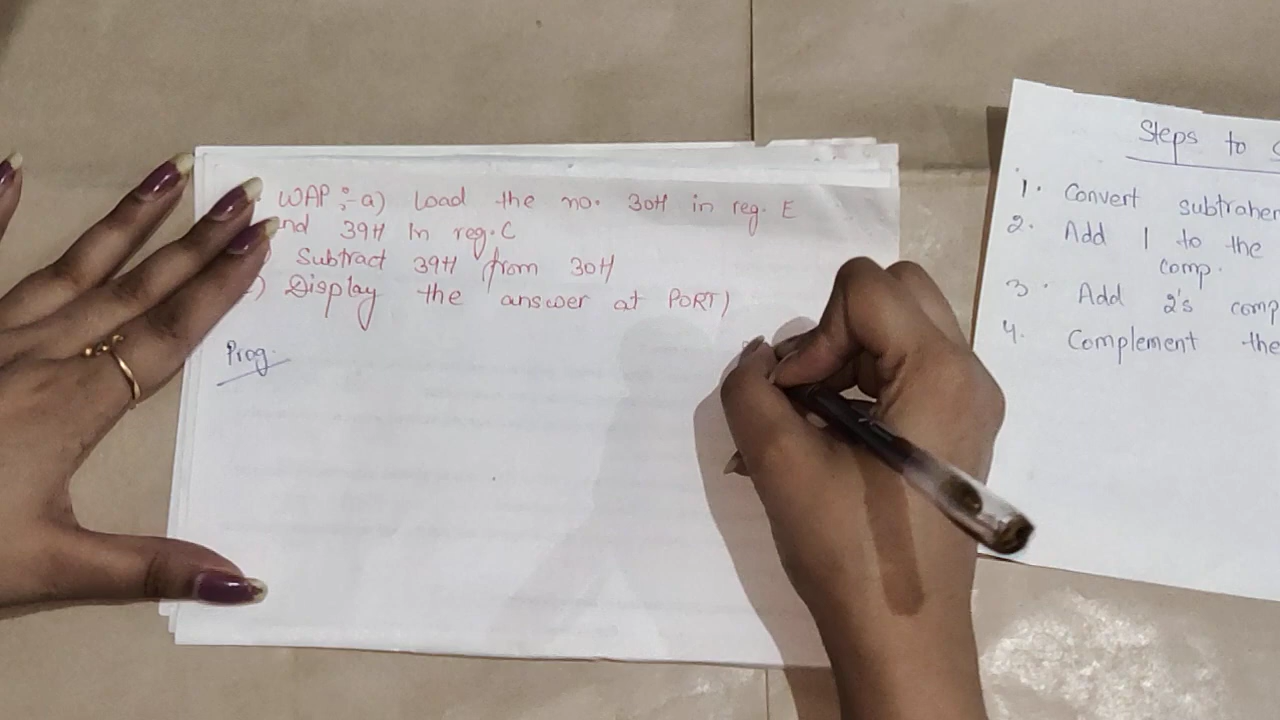 WAP :- a) Load the no. 30H in reg. E
nd 39H In reg. C
) Subtract 39H from 30H
) Display the answer at PORT)
Prog.
Steps to
1. Convert subtrahen
2. Add 1 to the
comp.
3. Add 2's comp
4. Complement the